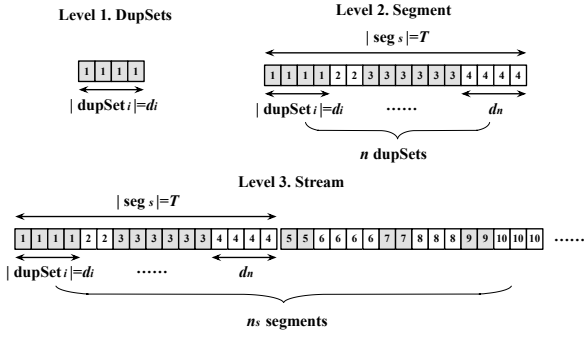 Level 1. DupSets
1 1 1 1
| dupSet i |=di
Level 2. Segment
| seg s |=T
1 1 1 1 2 2 3 3 3 3 3 3 4 4 4 4
| dupSet i |=di ...... dn
n dupSets
Level 3. Stream
| seg s |=T
1 1 1 1 2 2 3 3 3 3 3 3 4 4 4 4 5 5 6 6 6 6 7 7 8 8 8 9 9 10 10 10 ......
| dupSet i |=di ...... dn
ns segments